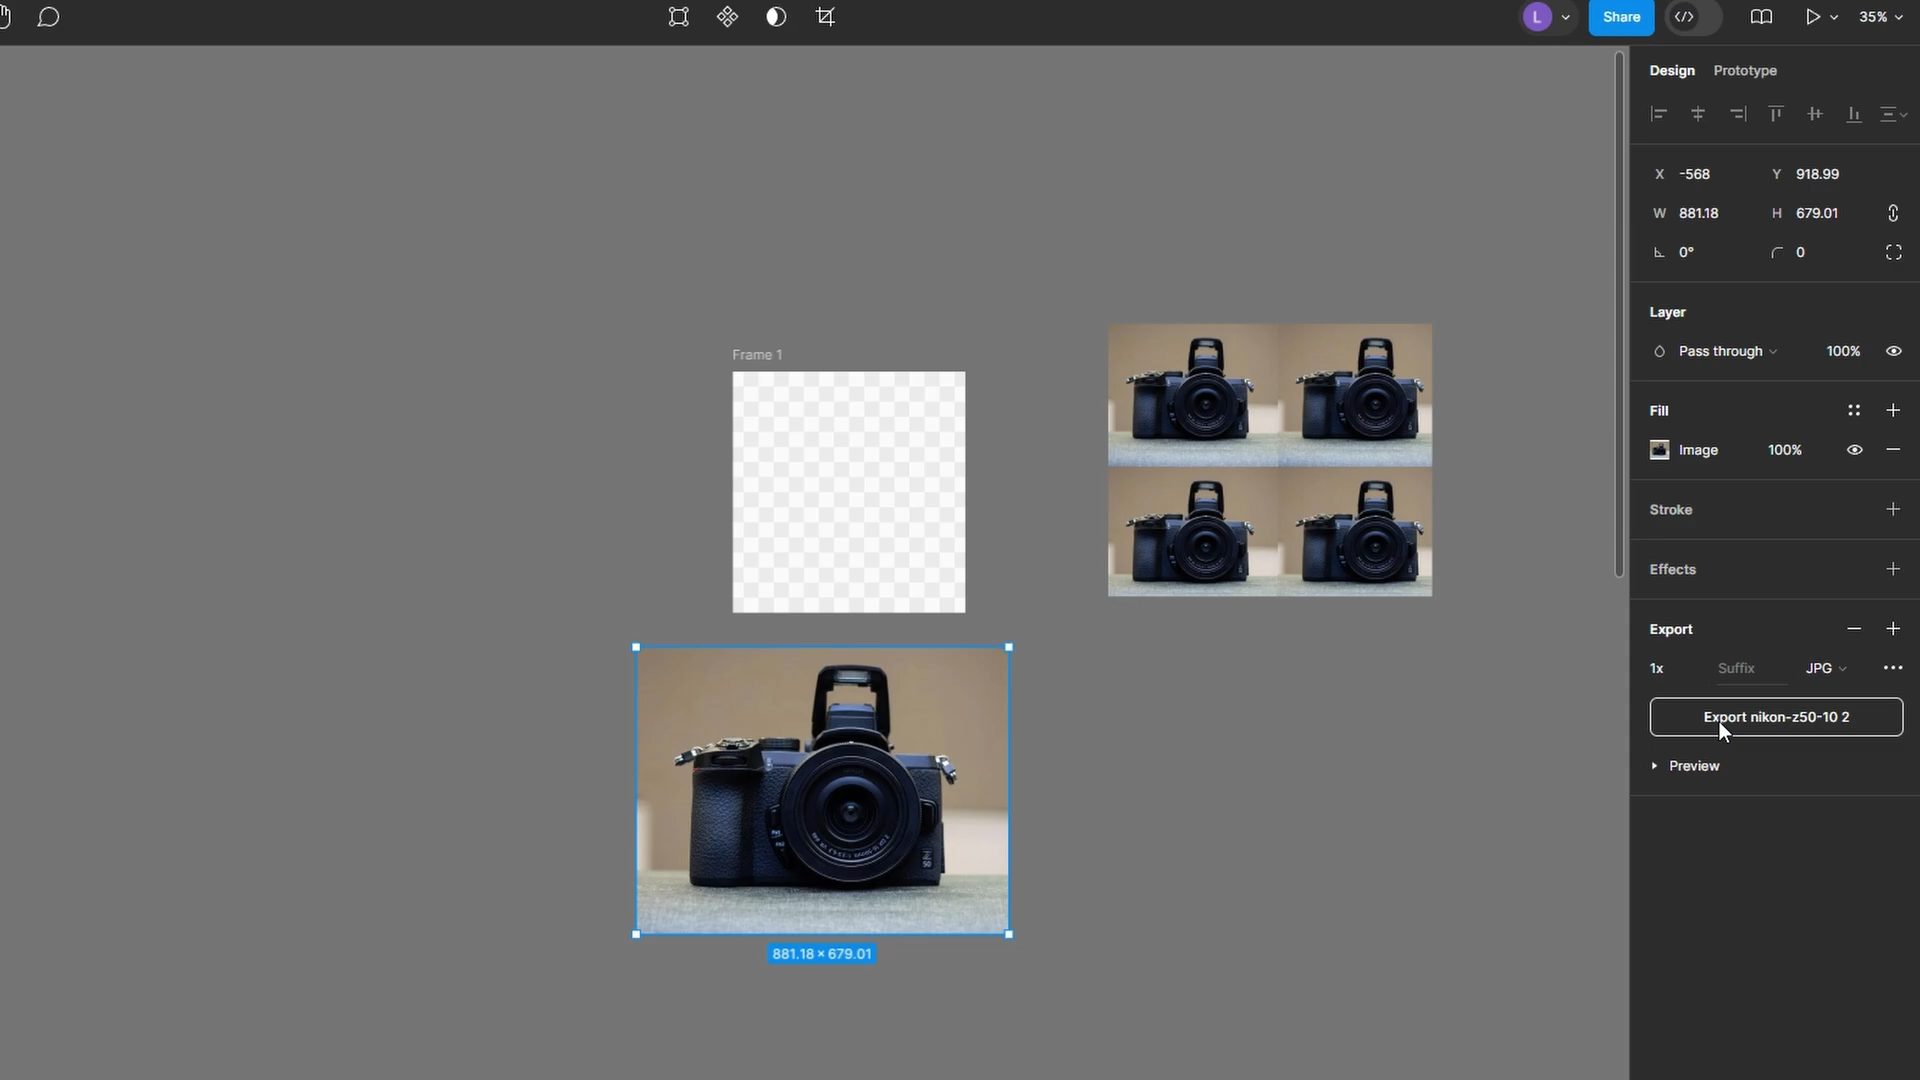 L
Share
35%
Design Prototype
X -568 Y 918.99
W 881.18 H 679.01
0° 0
Layer
Pass through 100%
Frame 1
Fill
Image 100%
Stroke
Effects
Export
1x Suffix JPG
Export nikon-z50-10 2
Preview
881.18 × 679.01